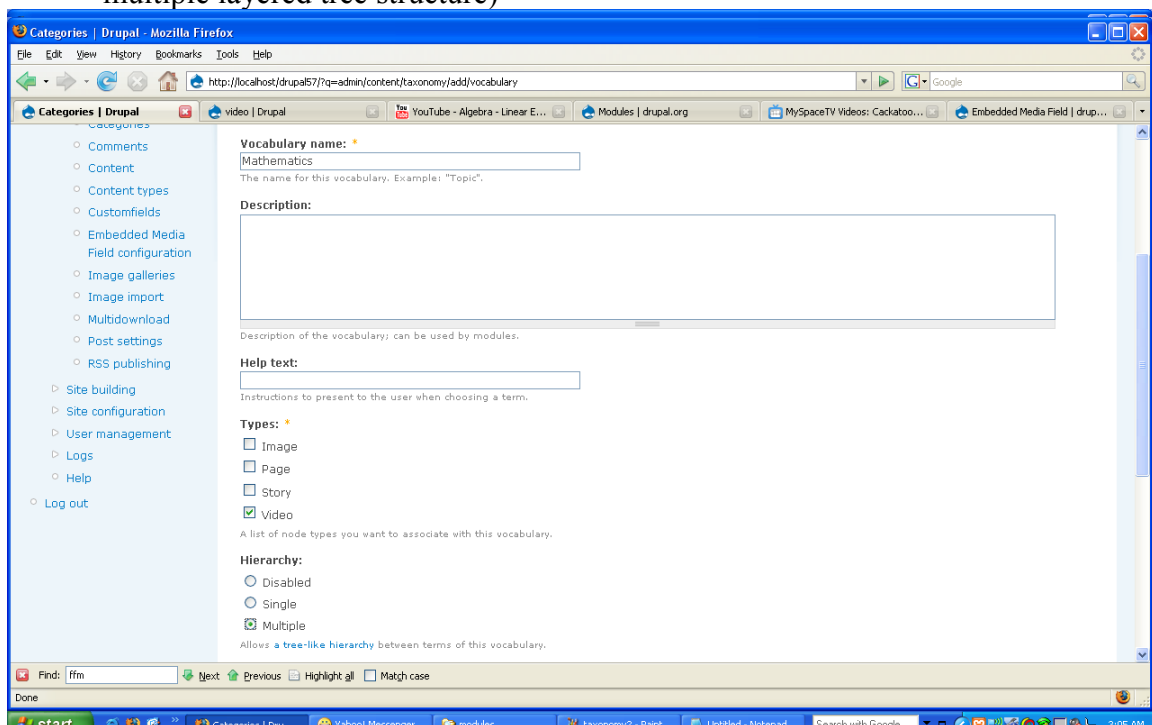 multiple layered tree structure)
Categories | Drupal - Mozilla Firefox
File Edit View History Bookmarks Tools Help
http://localhost/drupal57/?q=admin/content/taxonomy/add/vocabulary
G Google
Categories | Drupal
video | Drupal
YouTube - Algebra - Linear E...
Modules | drupal.org
MySpaceTV Videos: Cackatoo...
Embedded Media Field | drup...
Categories
Comments
Content
Content types
Customfields
Embedded Media
Field configuration
Image galleries
Image import
Multidownload
Post settings
RSS publishing
Site building
Site configuration
User management
Logs
Help
Log out
Vocabulary name: *
Mathematics
The name for this vocabulary. Example: "Topic".
Description:
Description of the vocabulary; can be used by modules.
Help text:
Instructions to present to the user when choosing a term.
Types: *
Image
Page
Story
Video
A list of node types you want to associate with this vocabulary.
Hierarchy:
Disabled
Single
Multiple
Allows a tree-like hierarchy between terms of this vocabulary.
Find: ffm Next Previous Highlight all Match case
Done
start Categories | Dru... Yahoo! Messenger modules taxonomy2 - Paint Untitled - Notepad Search with Google 3:05 AM